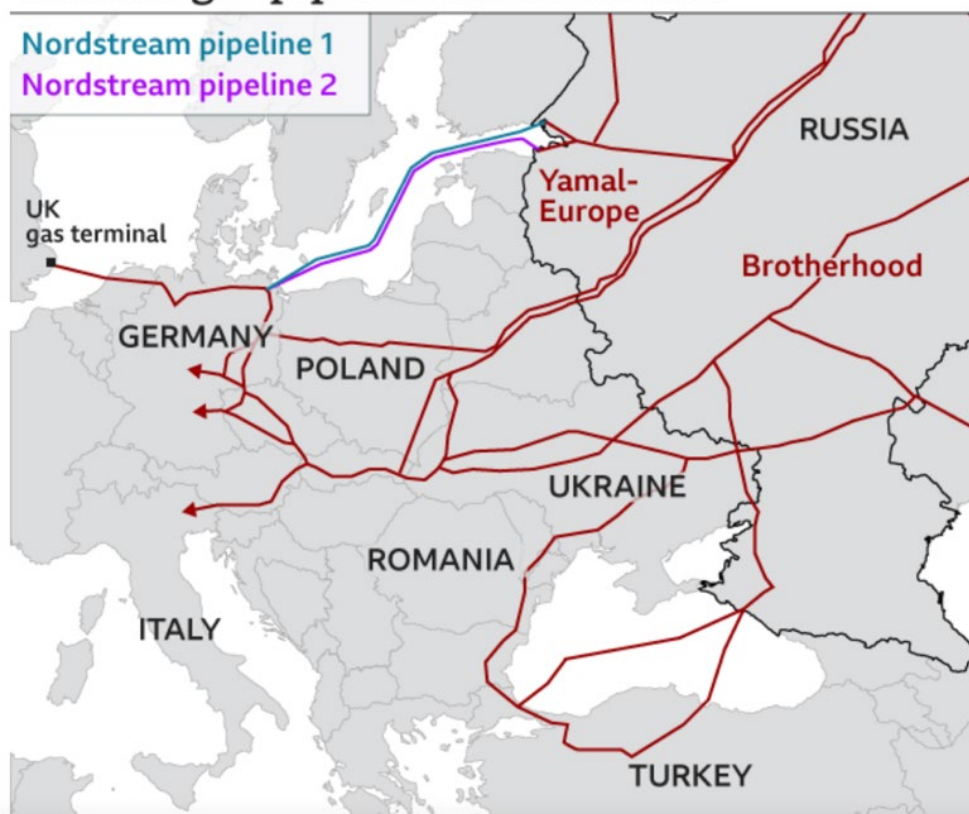 Nordstream pipeline 1
Nordstream pipeline 2
RUSSIA
Yamal-
Europe
UK
gas terminal
Brotherhood
GERMANY
POLAND
UKRAINE
ROMANIA
ITALY
TURKEY